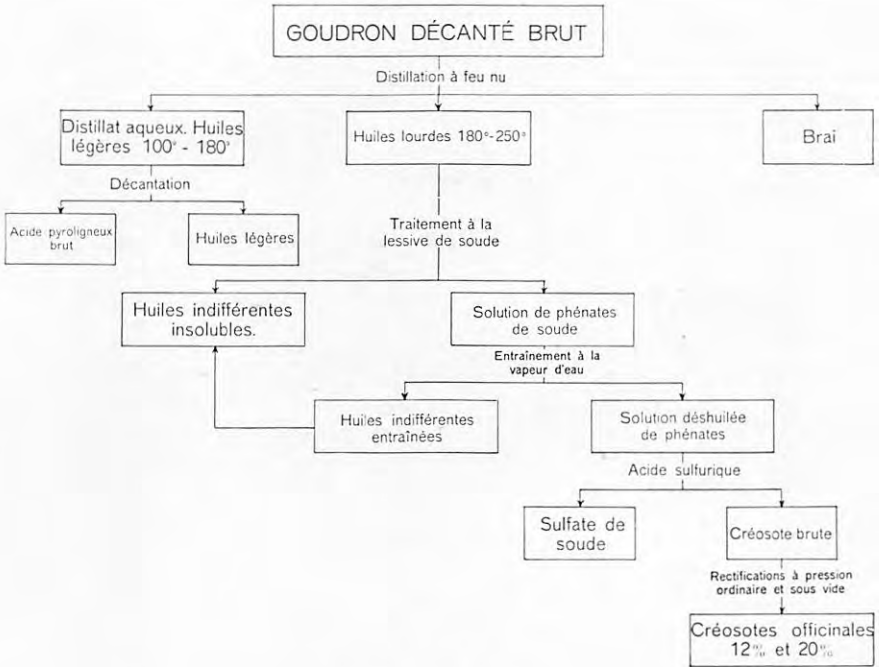 GOUDRON DÉCANTÉ BRUT
Distillation à feu nu
Distillat aqueux. Huiles
légères 100° - 180°
Huiles lourdes 180°-250°
Brai
Décantation
Acide pyroligneux
brut
Huiles légères
Traitement à la
lessive de soude
Huiles indifférentes
insolubles.
Solution de phénates
de soude
Entraînement à la
vapeur d'eau
Huiles indifférentes
entraînées
Solution déshuilée
de phénates
Acide sulfurique
Sulfate de
soude
Créosote brute
Rectifications à pression
ordinaire et sous vide
Créosotes officinales
12% et 20%